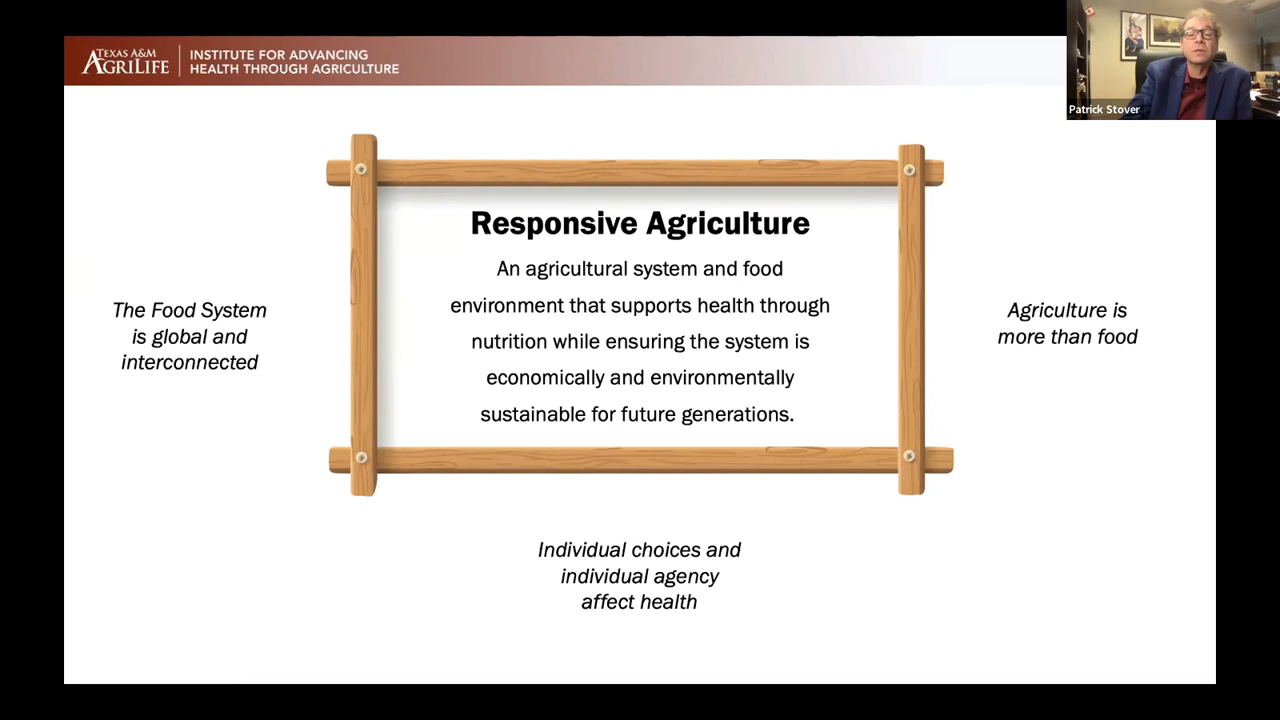 TEXAS A&M
AGRILIFE
INSTITUTE FOR ADVANCING
HEALTH THROUGH AGRICULTURE
Patrick Stover
Responsive Agriculture
An agricultural system and food
environment that supports health through
nutrition while ensuring the system is
economically and environmentally
sustainable for future generations.
The Food System
is global and
interconnected
Agriculture is
more than food
Individual choices and
individual agency
affect health